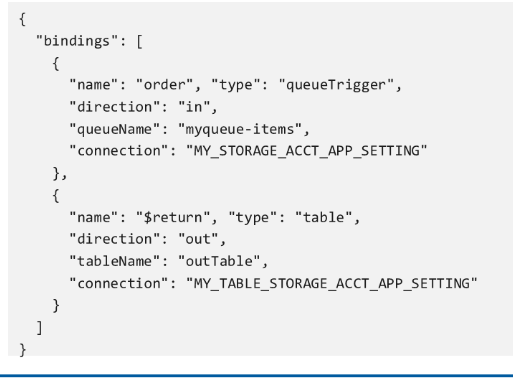 {
  "bindings": [
    {
      "name": "order", "type": "queueTrigger",
      "direction": "in",
      "queueName": "myqueue-items",
      "connection": "MY_STORAGE_ACCT_APP_SETTING"
    },
    {
      "name": "$return", "type": "table",
      "direction": "out",
      "tableName": "outTable",
      "connection": "MY_TABLE_STORAGE_ACCT_APP_SETTING"
    }
  ]
}